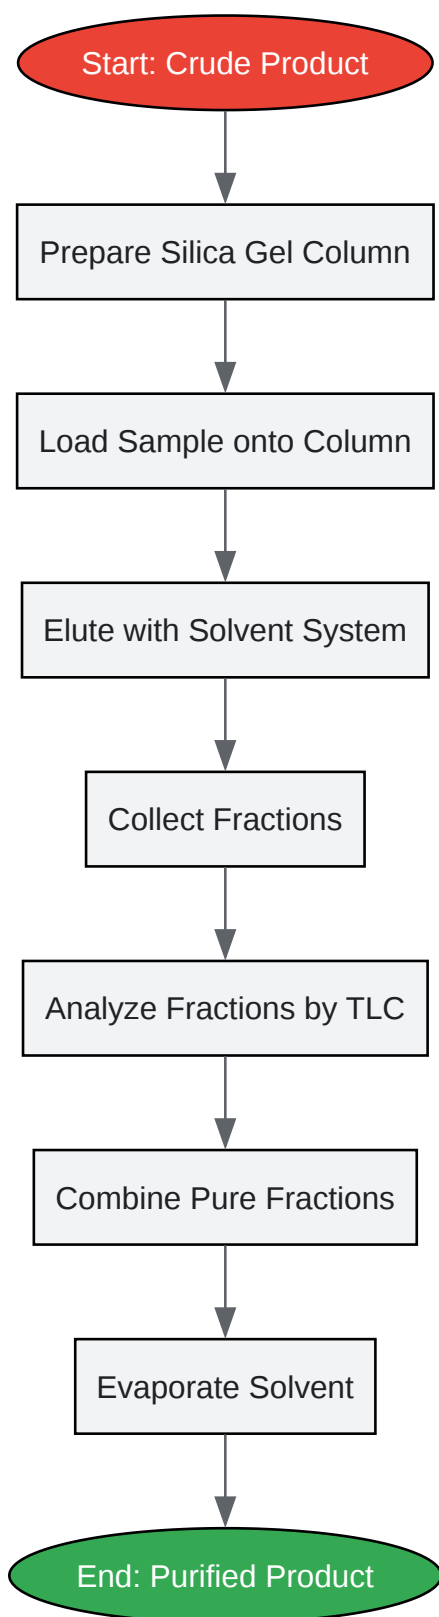 Start: Crude Product
Prepare Silica Gel Column
Load Sample onto Column
Elute with Solvent System
Collect Fractions
Analyze Fractions by TLC
Combine Pure Fractions
Evaporate Solvent
End: Purified Product